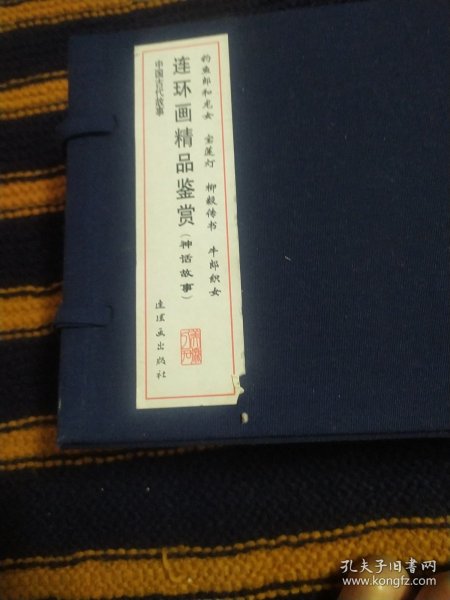 钓鱼郎和龙女 宝莲灯 柳毅传书 牛郎织女
连环画精品鉴赏(神话故事)
中国古代故事
连环画出版社
孔夫子旧书网
www.kongfz.com